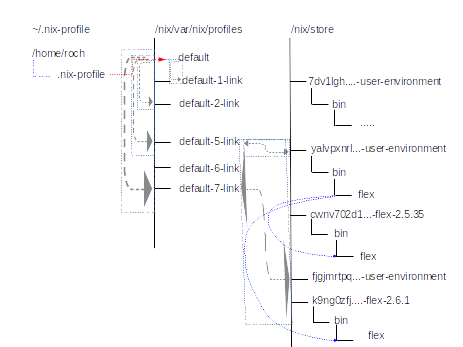 ~/.nix-profile
/nix/var/nix/profiles
/nix/store
/home/roch
.nix-profile
default
default-1-link
default-2-link
default-5-link
default-6-link
default-7-link
7dv1lgh....-user-environment
bin
.....
yalvpxnrl...-user-environment
bin
flex
cwnv702d1...-flex-2.5.35
bin
flex
fjgjmrtpq...-user-environment
k9ng0zfj....-flex-2.6.1
bin
flex